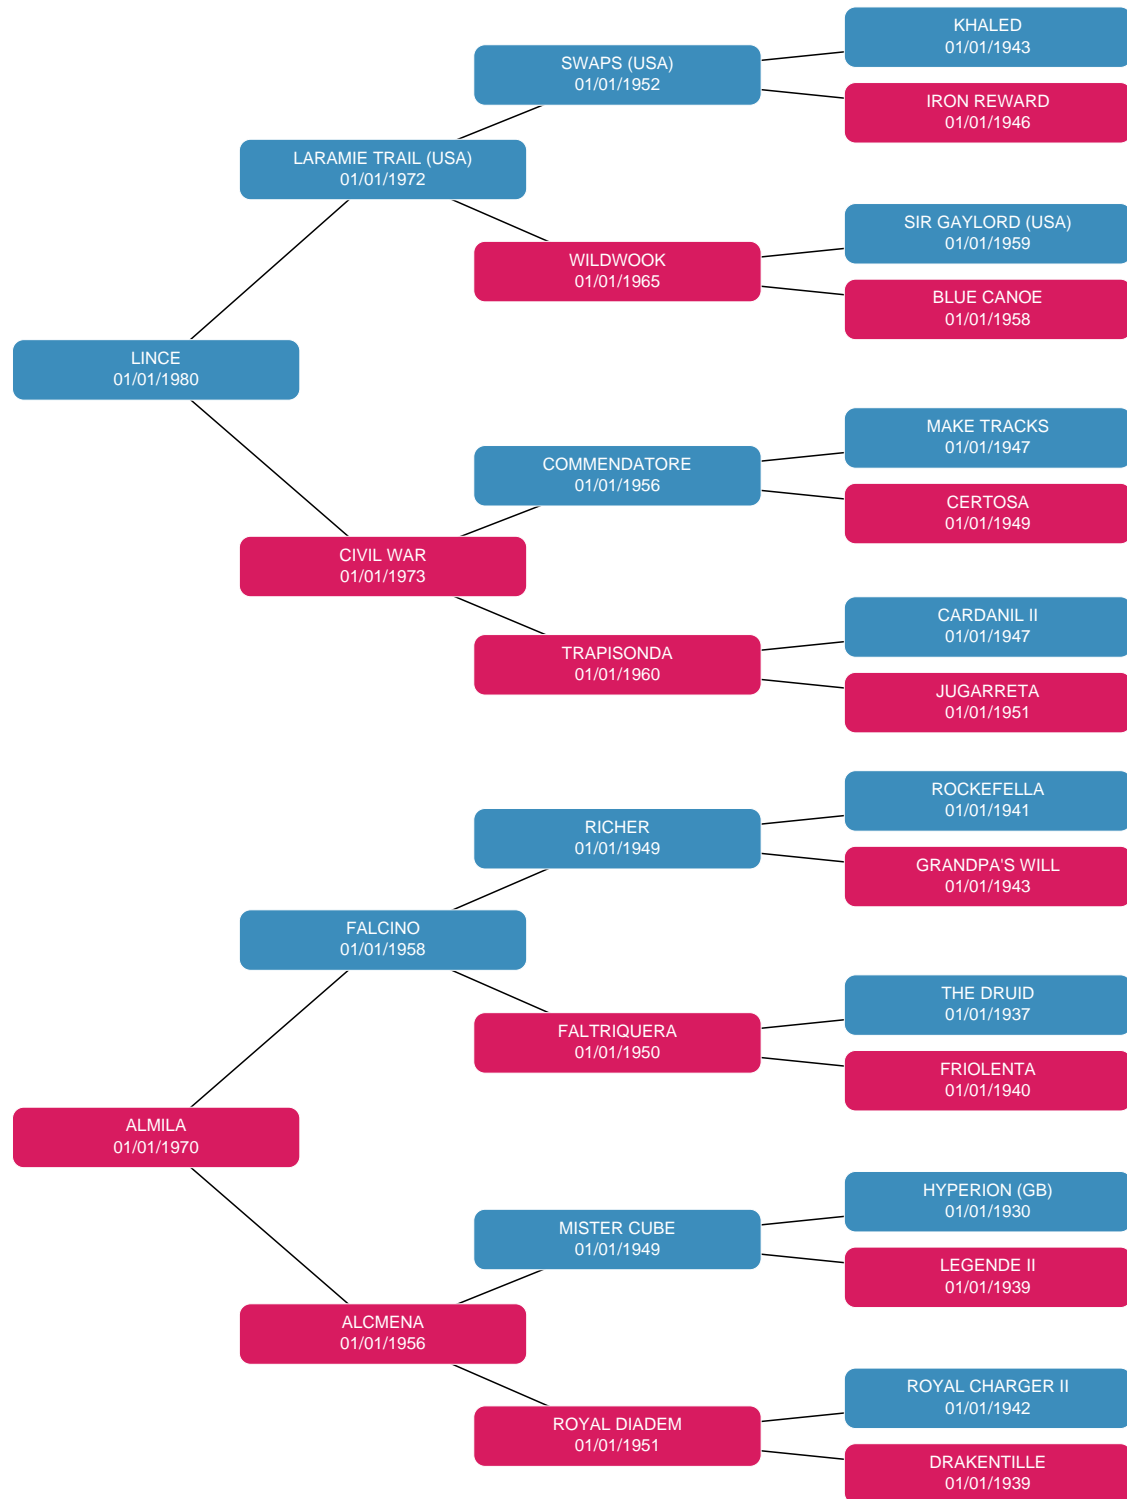 KHALED
01/01/1943
SWAPS (USA)
01/01/1952
IRON REWARD
01/01/1946
LARAMIE TRAIL (USA)
01/01/1972
SIR GAYLORD (USA)
01/01/1959
WILDWOOK
01/01/1965
BLUE CANOE
01/01/1958
LINCE
01/01/1980
MAKE TRACKS
01/01/1947
COMMENDATORE
01/01/1956
CERTOSA
01/01/1949
CIVIL WAR
01/01/1973
CARDANIL II
01/01/1947
TRAPISONDA
01/01/1960
JUGARRETA
01/01/1951
ROCKEFELLA
01/01/1941
RICHER
01/01/1949
GRANDPA'S WILL
01/01/1943
FALCINO
01/01/1958
THE DRUID
01/01/1937
FALTRIQUERA
01/01/1950
FRIOLENTA
01/01/1940
ALMILA
01/01/1970
HYPERION (GB)
01/01/1930
MISTER CUBE
01/01/1949
LEGENDE II
01/01/1939
ALCMENA
01/01/1956
ROYAL CHARGER II
01/01/1942
ROYAL DIADEM
01/01/1951
DRAKENTILLE
01/01/1939